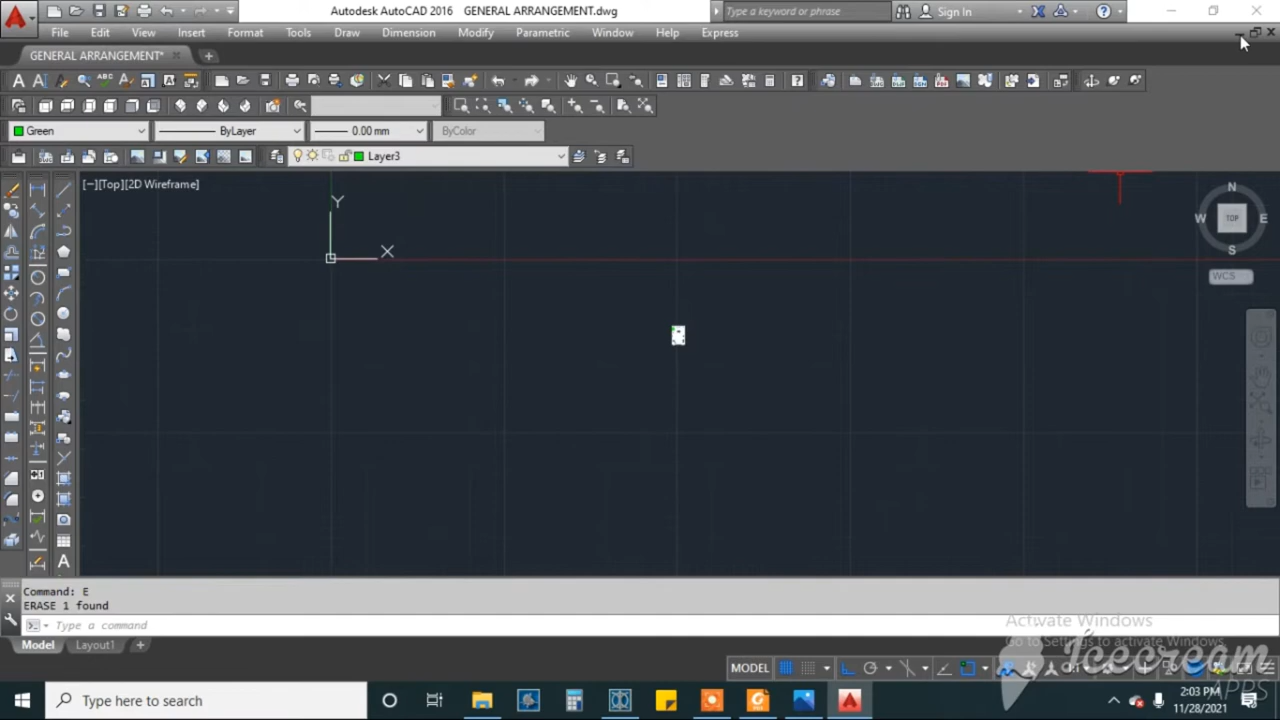 Autodesk AutoCAD 2016 GENERAL ARRANGEMENT.dwg
Type a keyword or phrase
Sign In
File Edit View Insert Format Tools Draw Dimension Modify Parametric Window Help Express
GENERAL ARRANGEMENT*
Green
ByLayer
0.00 mm
ByColor
Layer3
[−][Top][2D Wireframe]
Y
X
N
W TOP E
S
WCS
Command: E
ERASE 1 found
Type a command
Activate Windows
Go to Settings to activate Windows.
Icecream
APPS
Model Layout1
MODEL
Type here to search
2:03 PM
11/28/2021